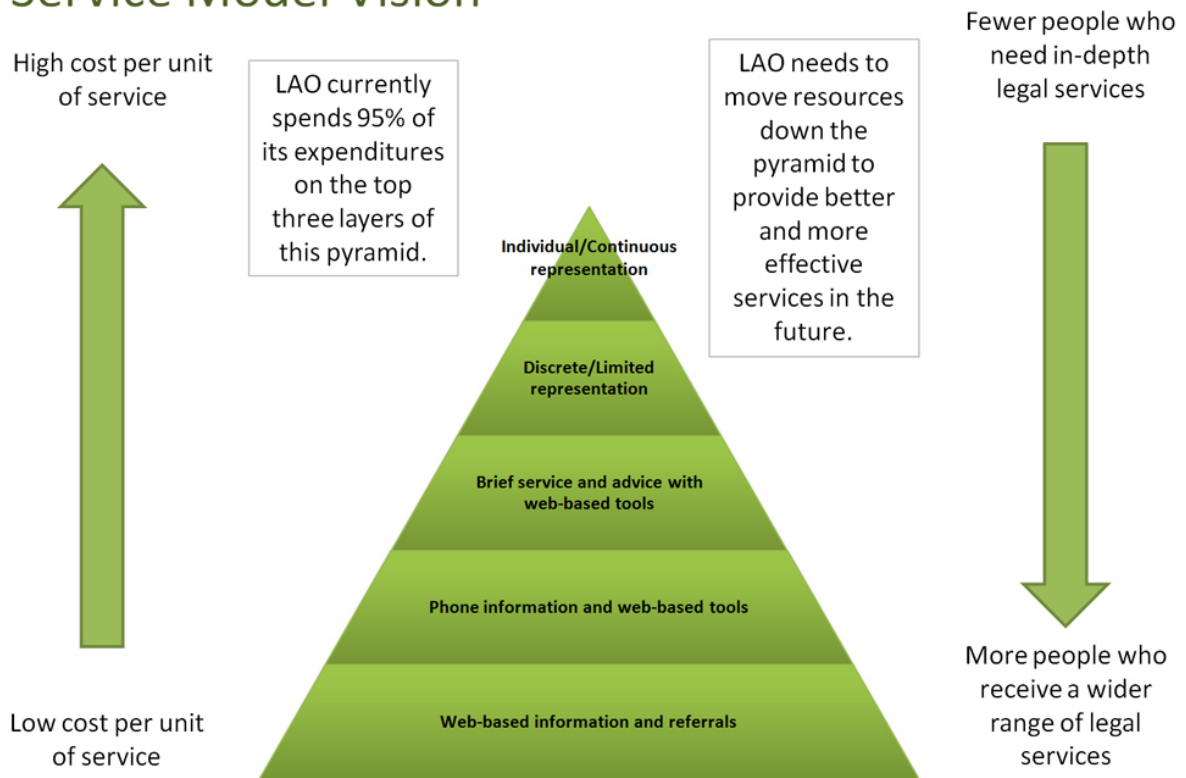 Service Model Vision
High cost per unit
of service
LAO currently
spends 95% of
its expenditures
on the top
three layers of
this pyramid.
LAO needs to
move resources
down the
pyramid to
provide better
and more
effective
services in the
future.
Fewer people who
need in-depth
legal services
Individual/Continuous
representation
Discrete/Limited
representation
Brief service and advice with
web-based tools
Phone information and web-based tools
Web-based information and referrals
Low cost per unit
of service
More people who
receive a wider
range of legal
services